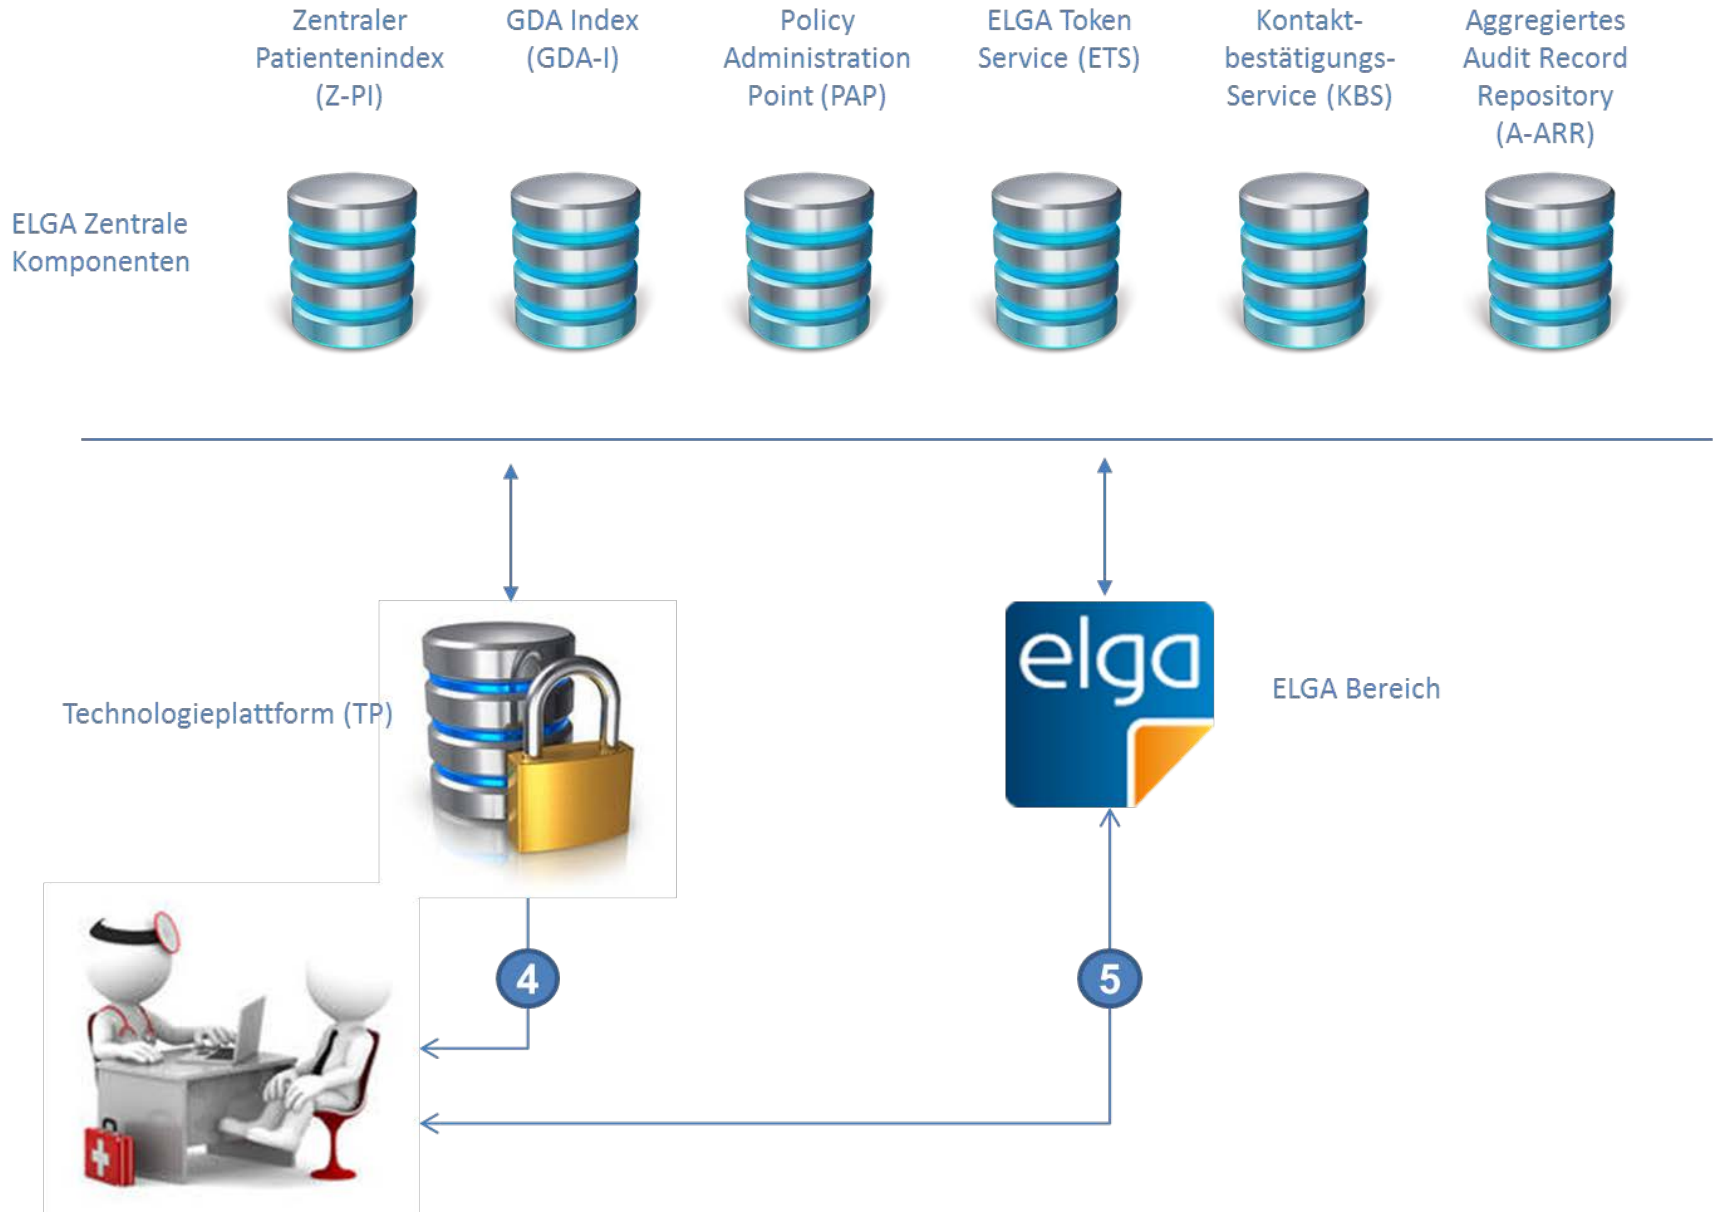 Zentraler
Patientenindex
(Z-PI)
GDA Index
(GDA-I)
Policy
Administration
Point (PAP)
ELGA Token
Service (ETS)
Kontakt-
bestätigungs-
Service (KBS)
Aggregiertes
Audit Record
Repository
(A-ARR)
ELGA Zentrale
Komponenten
Technologieplattform (TP)
elga
ELGA Bereich
4
5